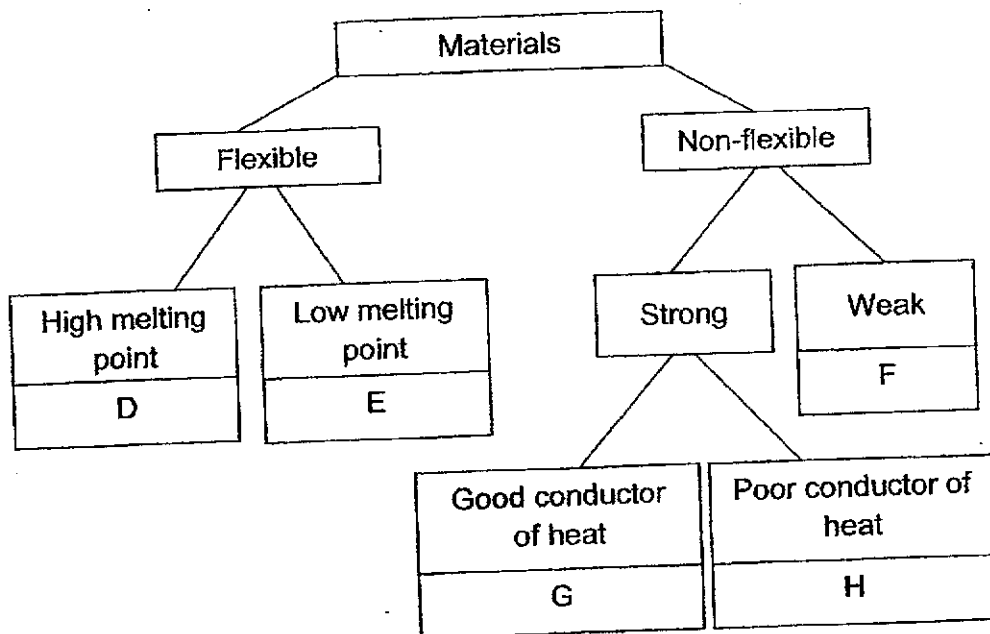 Materials
Flexible
Non-flexible
High melting
point
D
Low melting
point
E
Strong
Weak
F
Good conductor
of heat
G
Poor conductor of
heat
H